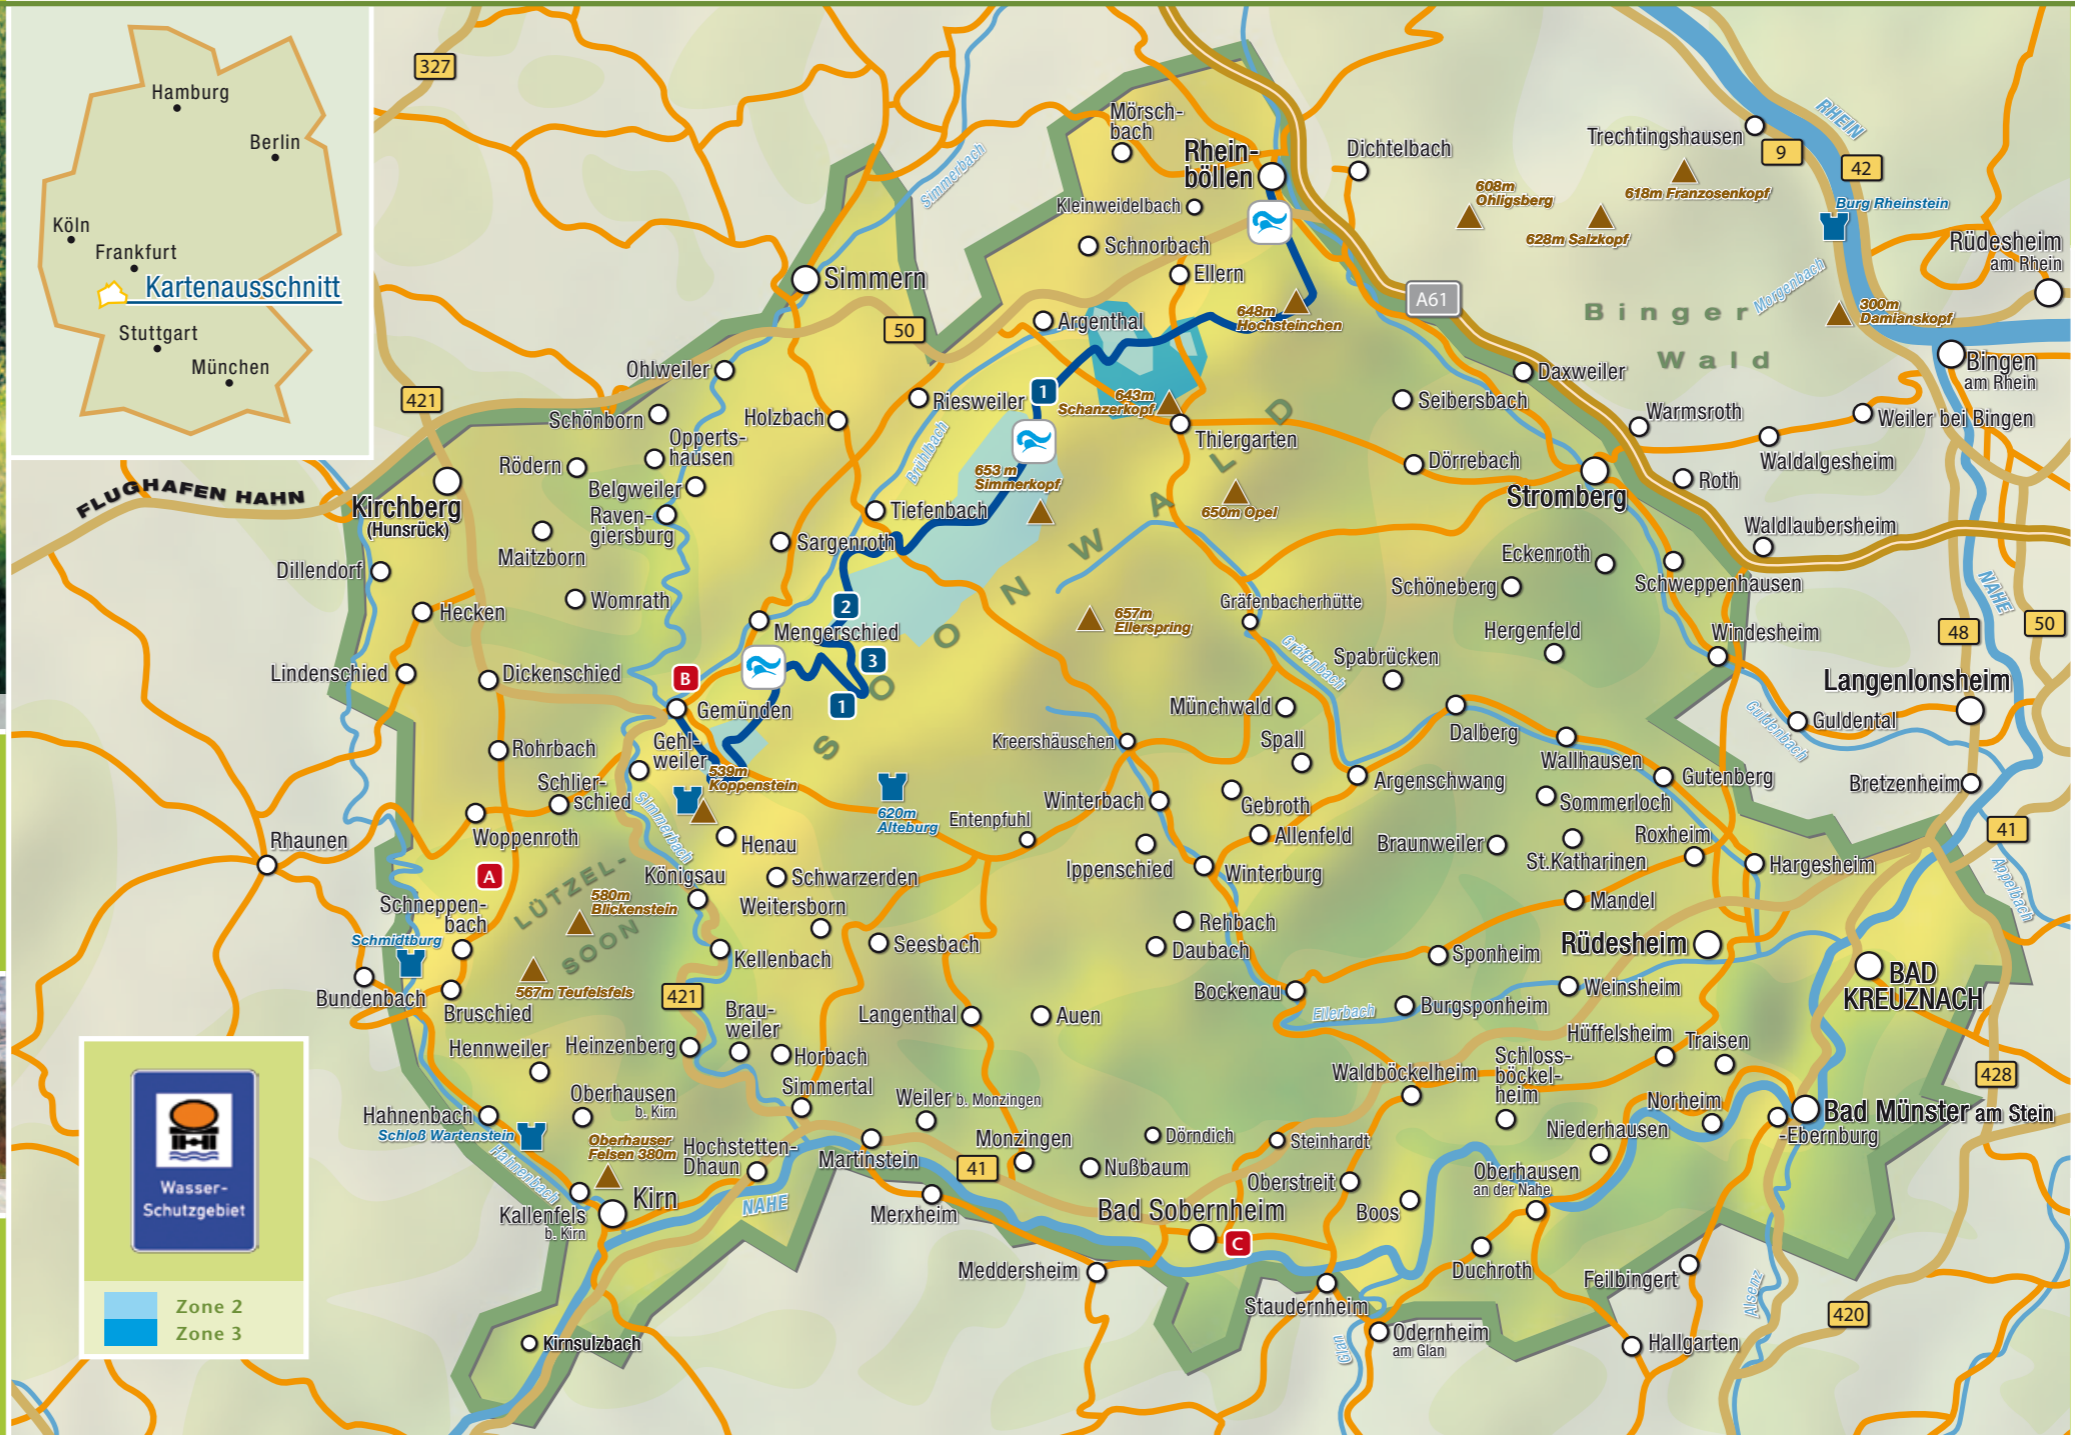 Hamburg
Berlin
Köln
Frankfurt
Kartenausschnitt
Stuttgart
München
327
Mörsch-
bach
Rhein-
böllen
Dichtelbach
Trechtingshausen
9
42
RHEIN
608m
Ohligsberg
618m Franzosenkopf
628m Salzkopf
Burg Rheinstein
Rüdesheim
am Rhein
Simmerbach
Kleinweidelbach
Schnorbach
Ellern
Simmern
A61
Morgenbach
Binger
Wald
300m
Damianskopf
Bingen
am Rhein
648m
Hochsteinchen
50
Argenthal
Ohlweiler
Daxweiler
421
Riesweiler
1
643m
Schanzerkopf
Seibersbach
Warmsroth
Weiler bei Bingen
Schönborn
Holzbach
Opperts-
hausen
Thiergarten
Waldalgesheim
Brühlbach
Rödern
Belgweiler
653 m
Simmerkopf
Dörrebach
Roth
FLUGHAFEN HAHN
Kirchberg
(Hunsrück)
Raven-
giersburg
Tiefenbach
650m Opel
Stromberg
Waldlaubersheim
Maitzborn
Sargenroth
Eckenroth
Schöneberg
Schweppenhausen
Dillendorf
Womrath
Hecken
2
Gräfenbacherhütte
NAHE
657m
Ellerspring
Mengerschied
Hergenfeld
Windesheim
48
50
SOONWALD
3
Gräfenbach
Spabrücken
Lindenschied
Dickenschied
B
Langenlonsheim
1
Gemünden
Münchwald
Guldenbach
Guldental
Rohrbach
Gehl-
weiler
Kreershäuschen
Spall
Dalberg
Wallhausen
539m
Koppenstein
Schlier-
schied
Argenschwang
Gutenberg
Bretzenheim
Simmerbach
620m
Alteburg
Winterbach
Gebroth
Sommerloch
Woppenroth
Entenpfuhl
Rhaunen
Henau
Allenfeld
Braunweiler
Roxheim
41
St.Katharinen
Hargesheim
A
LÜTZEL-
SOON
Königsau
Schwarzerden
Ippenschied
Winterburg
Appelbach
580m
Blickenstein
Weitersborn
Mandel
Schneppen-
bach
Rehbach
Schmidtburg
Seesbach
Daubach
Sponheim
Rüdesheim
Kellenbach
BAD
KREUZNACH
567m Teufelsfels
421
Bundenbach
Bockenau
Weinsheim
Bruschied
Brau-
weiler
Langenthal
Auen
Ellerbach
Burgsponheim
Hüffelsheim
Traisen
Hennweiler
Heinzenberg
Horbach
Schloss-
böckel-
heim
Waldböckelheim
428
Wasser-
Schutzgebiet
Oberhausen
b. Kirn
Simmertal
Weiler b. Monzingen
Norheim
Bad Münster am Stein
-Ebernburg
Hahnenbach
Schloß Wartenstein
Niederhausen
Oberhauser
Felsen 380m
Hochstetten-
Dhaun
Martinstein
Monzingen
Dörndich
Steinhardt
41
Nußbaum
Oberhausen
an der Nahe
Hahnenbach
Oberstreit
Kirn
NAHE
Merxheim
Bad Sobernheim
C
Boos
Kallenfels
b. Kirn
Meddersheim
Duchroth
Feilbingert
Staudernheim
Alsenz
Zone 2
Zone 3
420
Odernheim
am Glan
Glan
Kirnsulzbach
Hallgarten